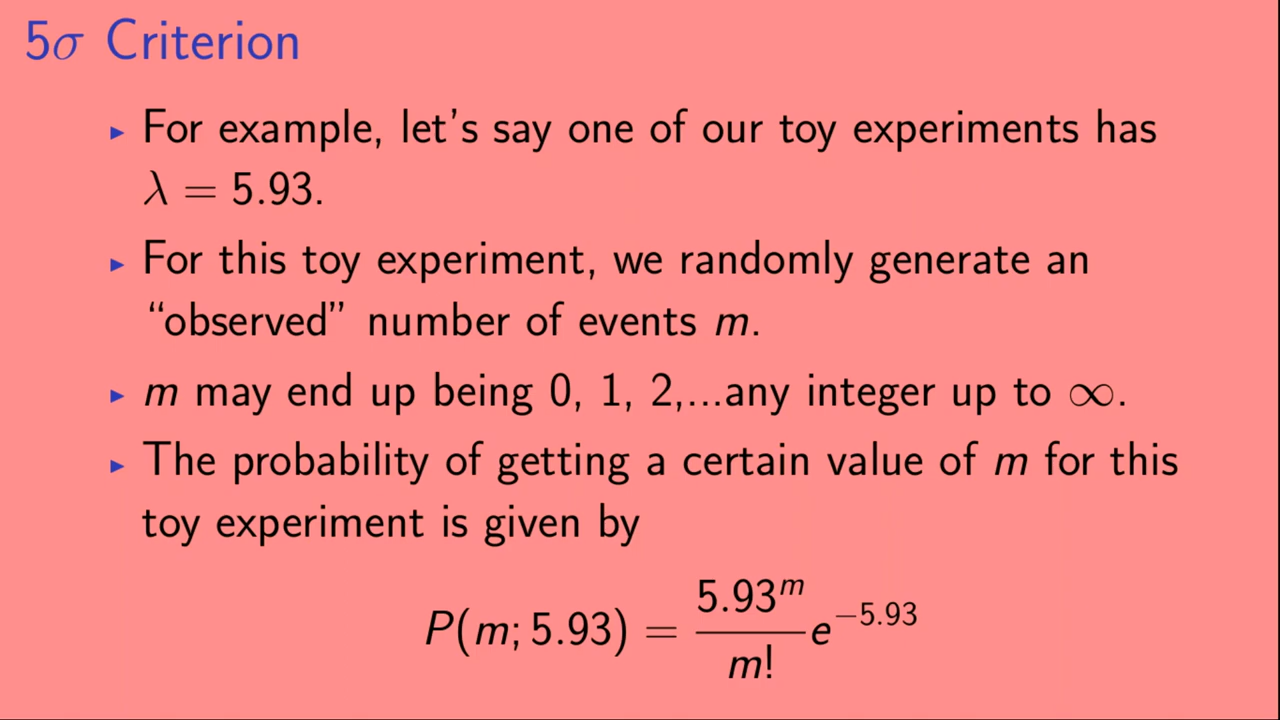 5σ Criterion
▸ For example, let's say one of our toy experiments has
λ = 5.93.
▸ For this toy experiment, we randomly generate an
“observed” number of events m.
▸ m may end up being 0, 1, 2,...any integer up to ∞.
▸ The probability of getting a certain value of m for this
toy experiment is given by
P(m; 5.93) = \frac{5.93^m}{m!} e^{-5.93}